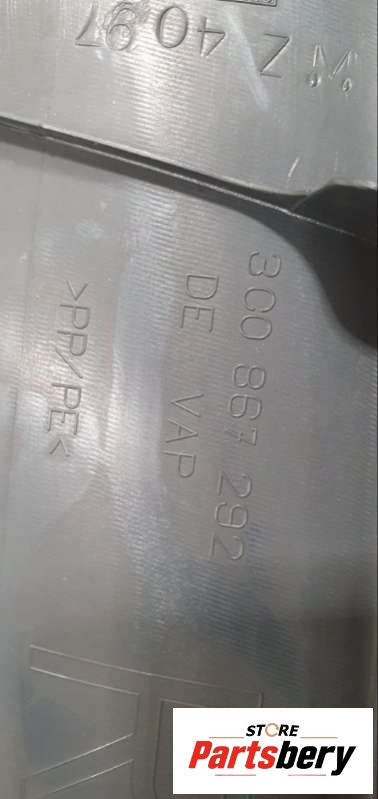 W.Z 4097
3C0 867 292
DE VAP
>PP/PE<
STORE
Partsbery